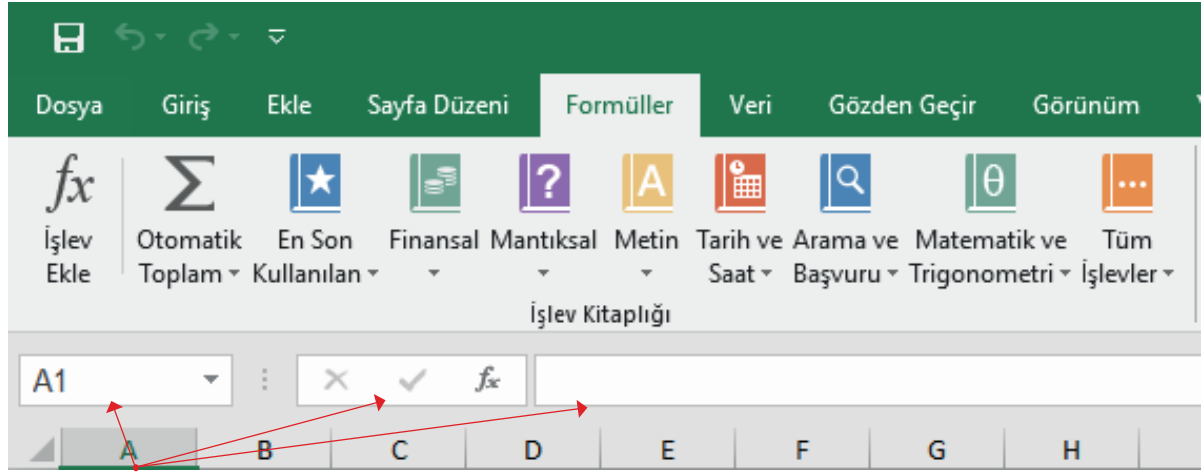 Dosya Giriş Ekle Sayfa Düzeni Formüller Veri Gözden Geçir Görünüm
fx Σ ? A θ ...
İşlev Otomatik En Son Finansal Mantıksal Metin Tarih ve Arama ve Matematik ve Tüm
Ekle Toplam Kullanılan Saat Başvuru Trigonometri İşlevler
İşlev Kitaplığı
A1 fx
A B C D E F G H